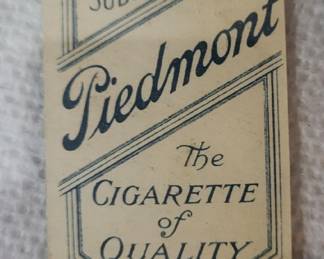 Piedmont
The
CIGARETTE
of
QUALITY